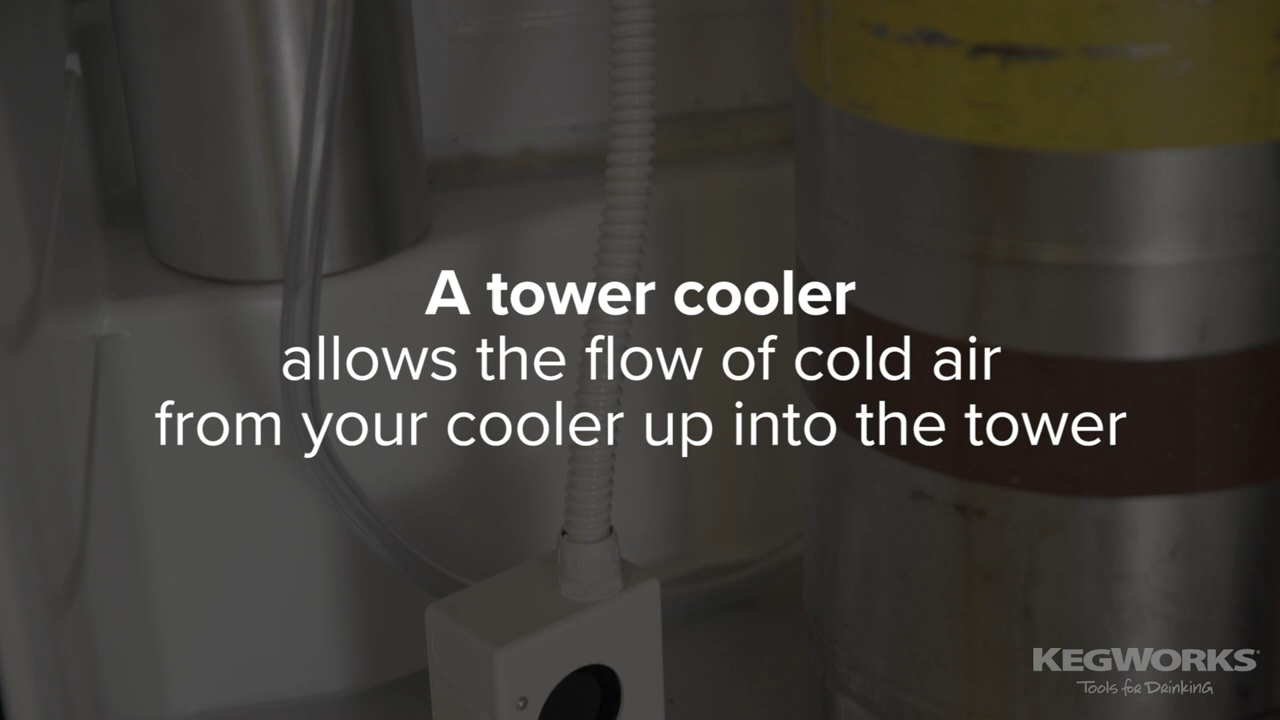 A tower cooler
allows the flow of cold air
from your cooler up into the tower
KEGWORKS
Tools for Drinking